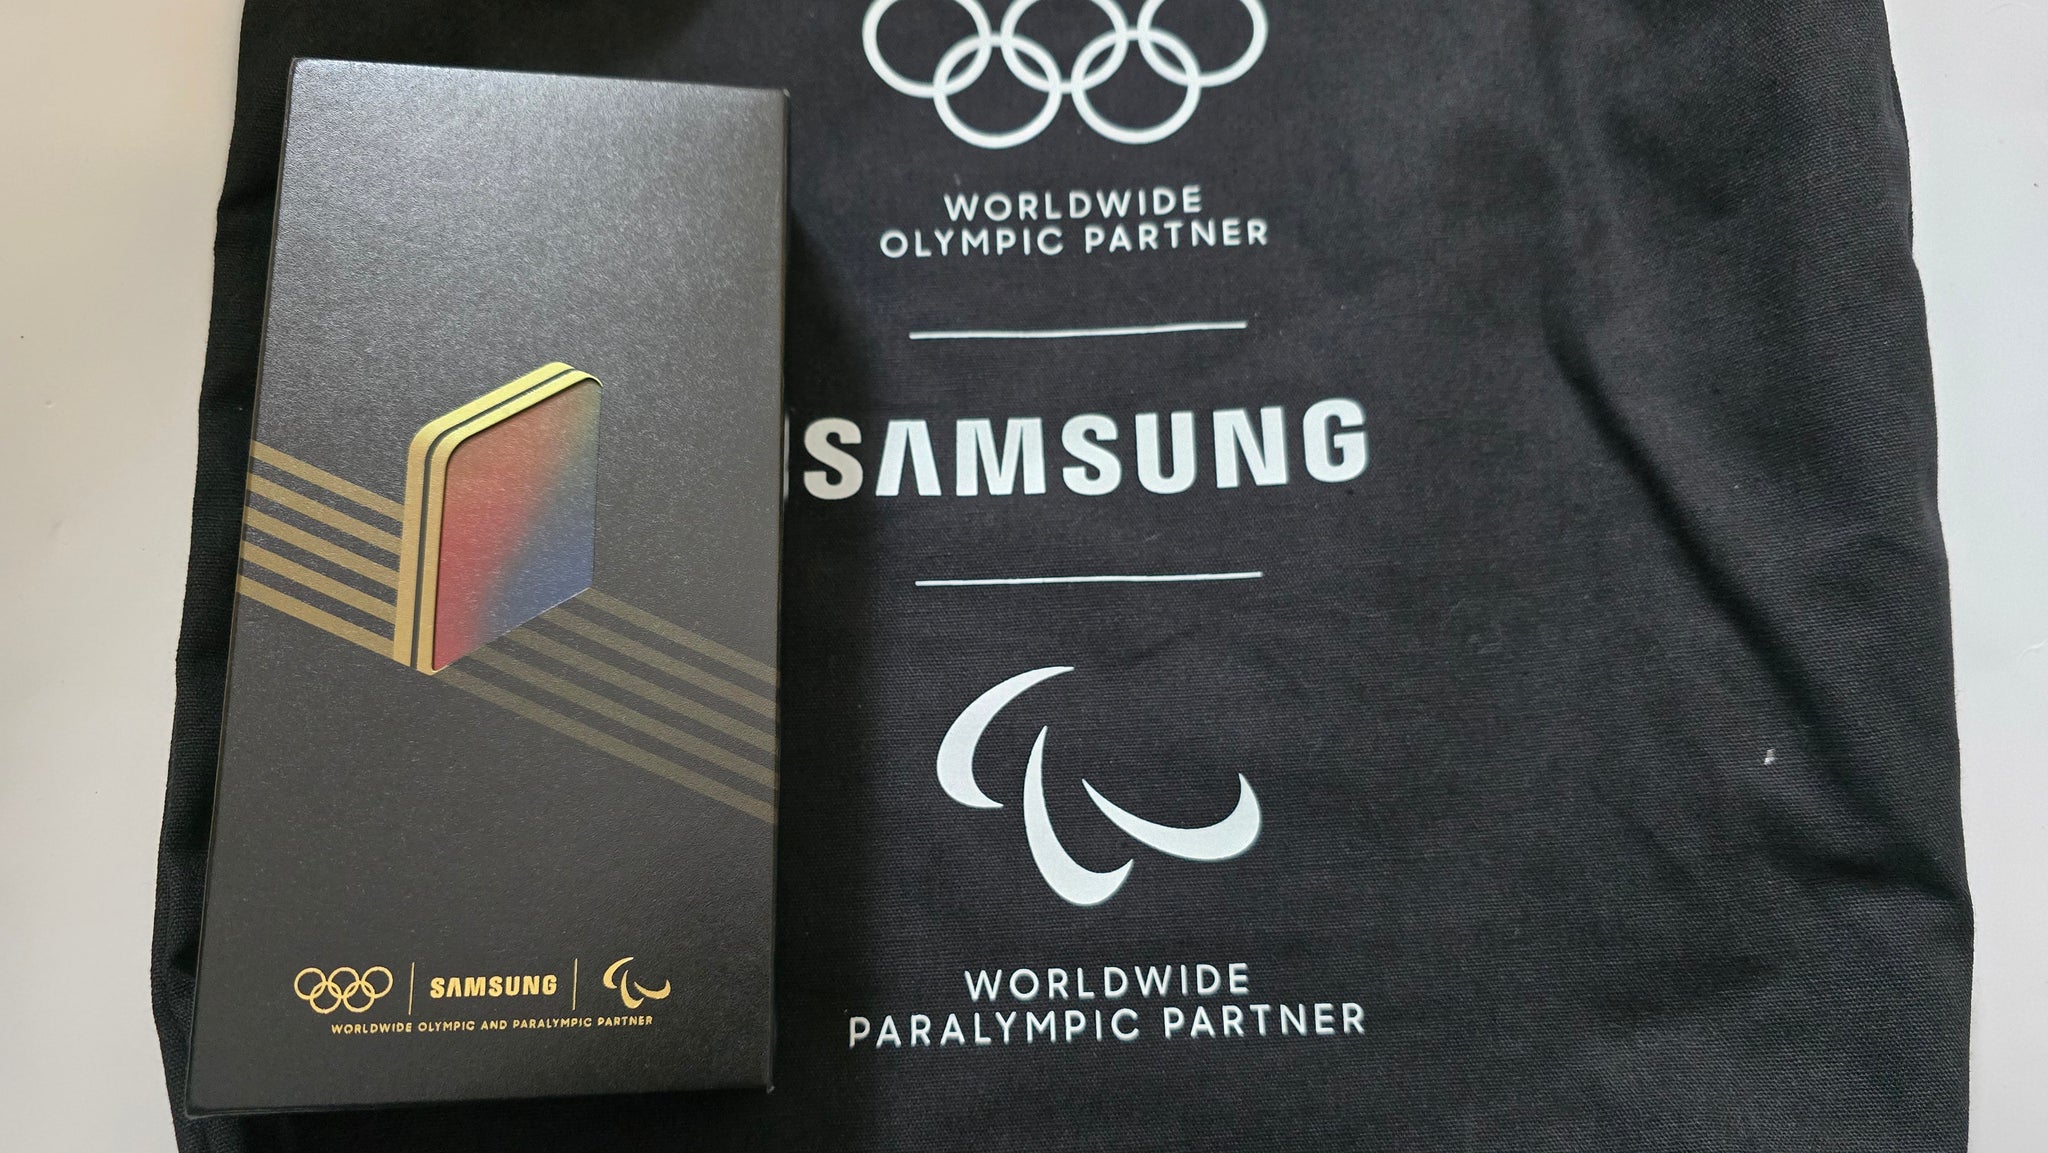 WORLDWIDE
OLYMPIC PARTNER
SAMSUNG
WORLDWIDE
PARALYMPIC PARTNER
SAMSUNG
WORLDWIDE OLYMPIC AND PARALYMPIC PARTNER